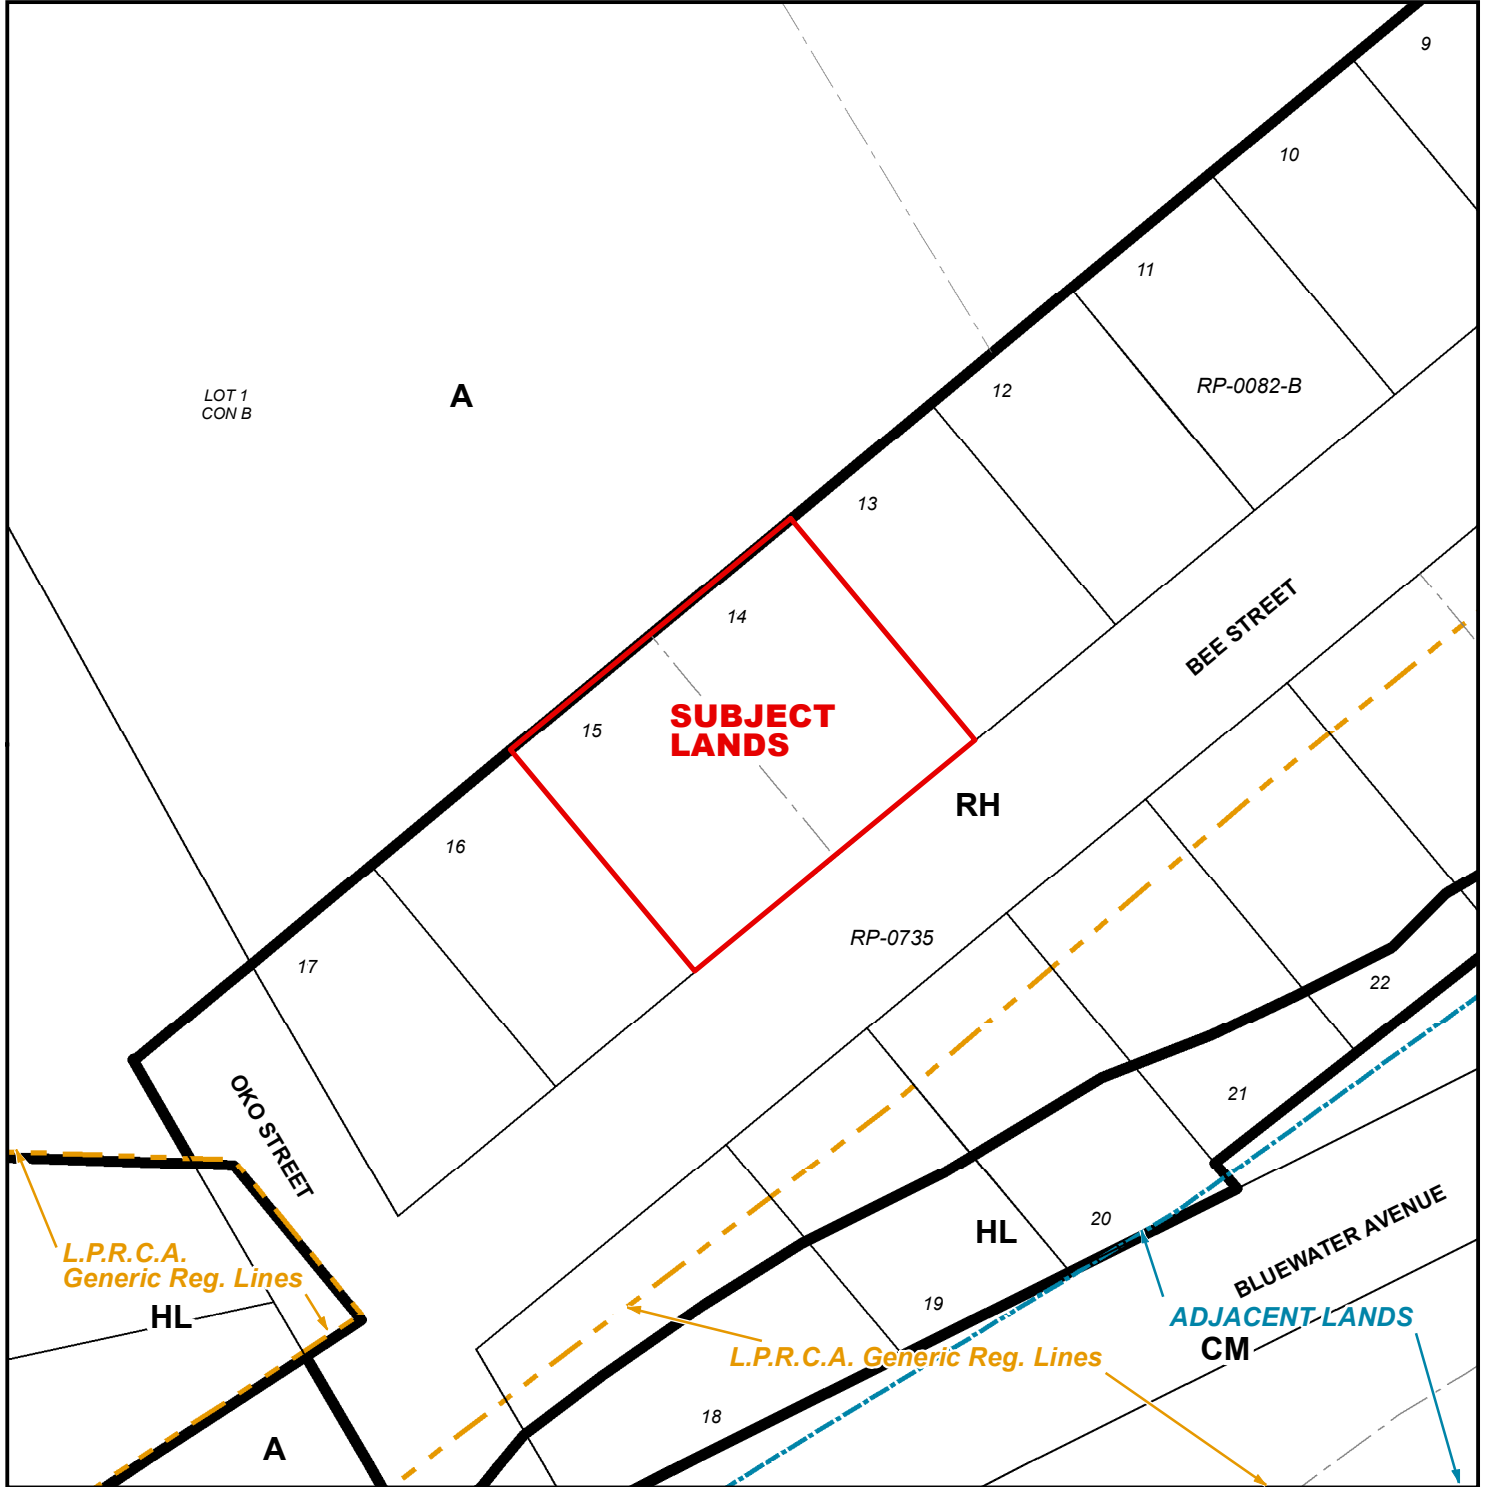 9
10
11
RP-0082-B
12
LOT 1
CON B
A
13
14
BEE STREET
15
SUBJECT
LANDS
RH
16
RP-0735
17
22
OKO STREET
21
20
HL
BLUEWATER AVENUE
L.P.R.C.A.
Generic Reg. Lines
HL
19
ADJACENT LANDS
CM
L.P.R.C.A. Generic Reg. Lines
18
A